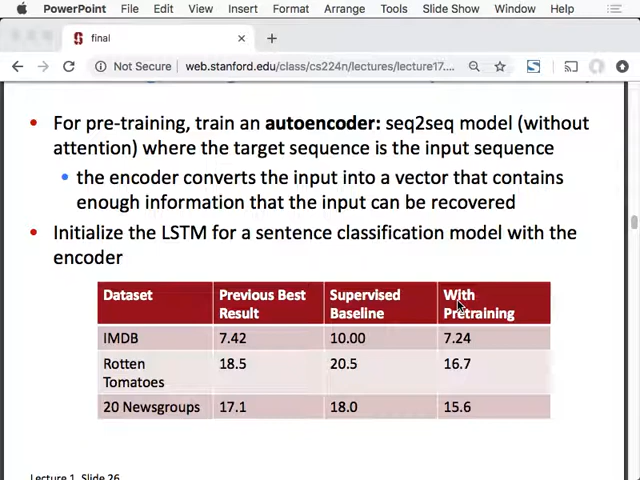 PowerPoint File Edit View Insert Format Arrange Tools Slide Show Window Help
final
Not Secure web.stanford.edu/class/cs224n/lectures/lecture17....
• For pre-training, train an autoencoder: seq2seq model (without
attention) where the target sequence is the input sequence
• the encoder converts the input into a vector that contains
enough information that the input can be recovered
• Initialize the LSTM for a sentence classification model with the
encoder
Dataset Previous Best Supervised With
Result Baseline Pretraining
IMDB 7.42 10.00 7.24
Rotten 18.5 20.5 16.7
Tomatoes
20 Newsgroups 17.1 18.0 15.6
Lecture 1, Slide 26